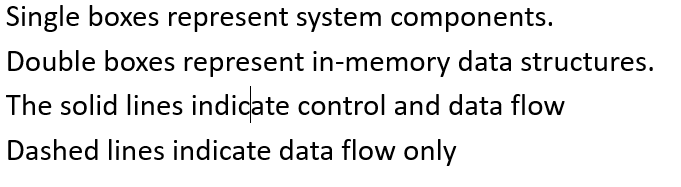 Single boxes represent system components.
Double boxes represent in-memory data structures.
The solid lines indicate control and data flow
Dashed lines indicate data flow only